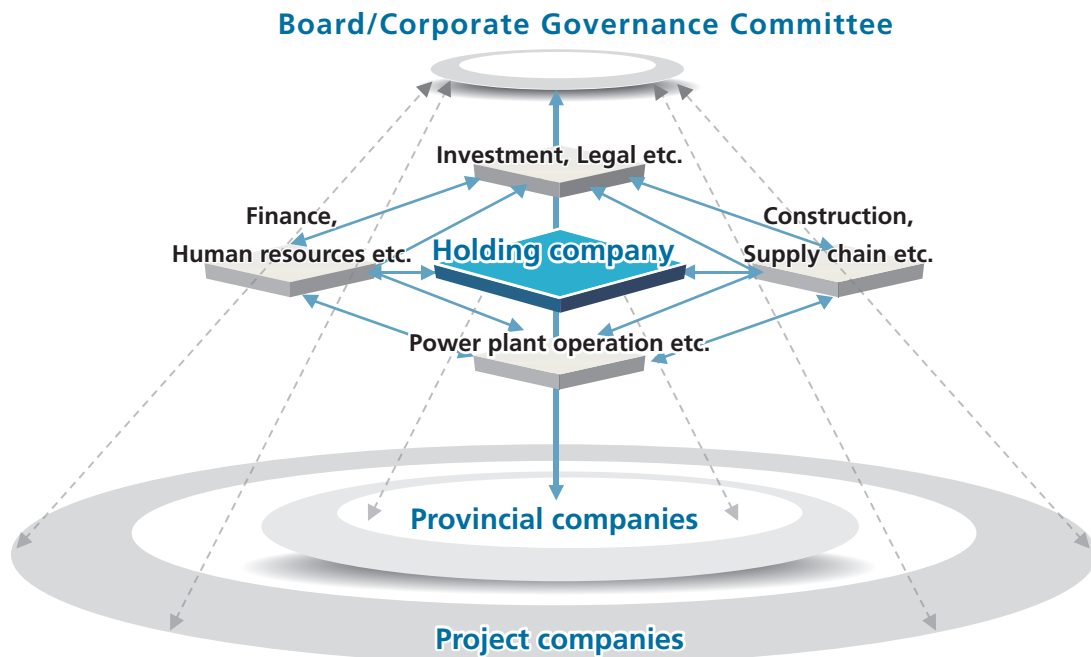 Board/Corporate Governance Committee
Investment, Legal etc.
Finance,
Human resources etc.
Construction,
Supply chain etc.
Holding company
Power plant operation etc.
Provincial companies
Project companies